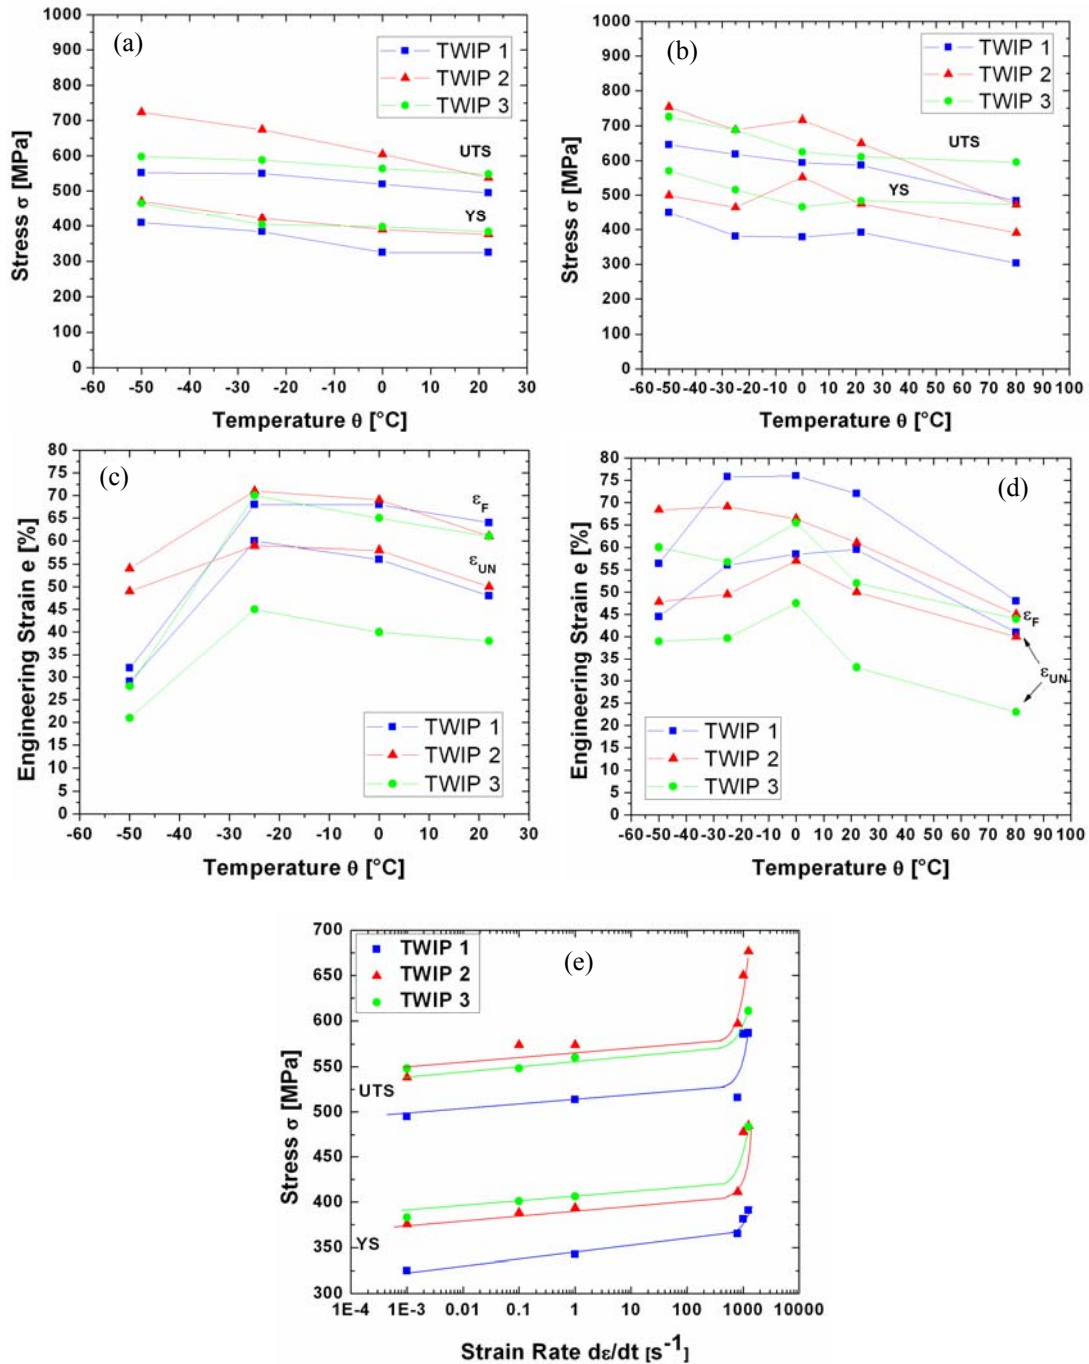 (a)
TWIP 1
TWIP 2
TWIP 3
UTS
YS
Stress σ [MPa]
1000
900
800
700
600
500
400
300
200
100
0
-60 -50 -40 -30 -20 -10 0 10 20 30
Temperature θ [°C]
(b)
TWIP 1
TWIP 2
TWIP 3
UTS
YS
Stress σ [MPa]
1000
900
800
700
600
500
400
300
200
100
0
-60 -50 -40 -30 -20 -10 0 10 20 30 40 50 60 70 80 90 100
Temperature θ [°C]
(c)
εF
εUN
TWIP 1
TWIP 2
TWIP 3
Engineering Strain e [%]
80
75
70
65
60
55
50
45
40
35
30
25
20
15
10
5
0
-60 -50 -40 -30 -20 -10 0 10 20 30
Temperature θ [°C]
(d)
εF
εUN
TWIP 1
TWIP 2
TWIP 3
Engineering Strain e [%]
80
75
70
65
60
55
50
45
40
35
30
25
20
15
10
5
0
-60 -50 -40 -30 -20 -10 0 10 20 30 40 50 60 70 80 90 100
Temperature θ [°C]
(e)
TWIP 1
TWIP 2
TWIP 3
UTS
YS
Stress σ [MPa]
700
650
600
550
500
450
400
350
300
1E-4 1E-3 0.01 0.1 1 10 100 1000 10000
Strain Rate dε/dt [s-1]